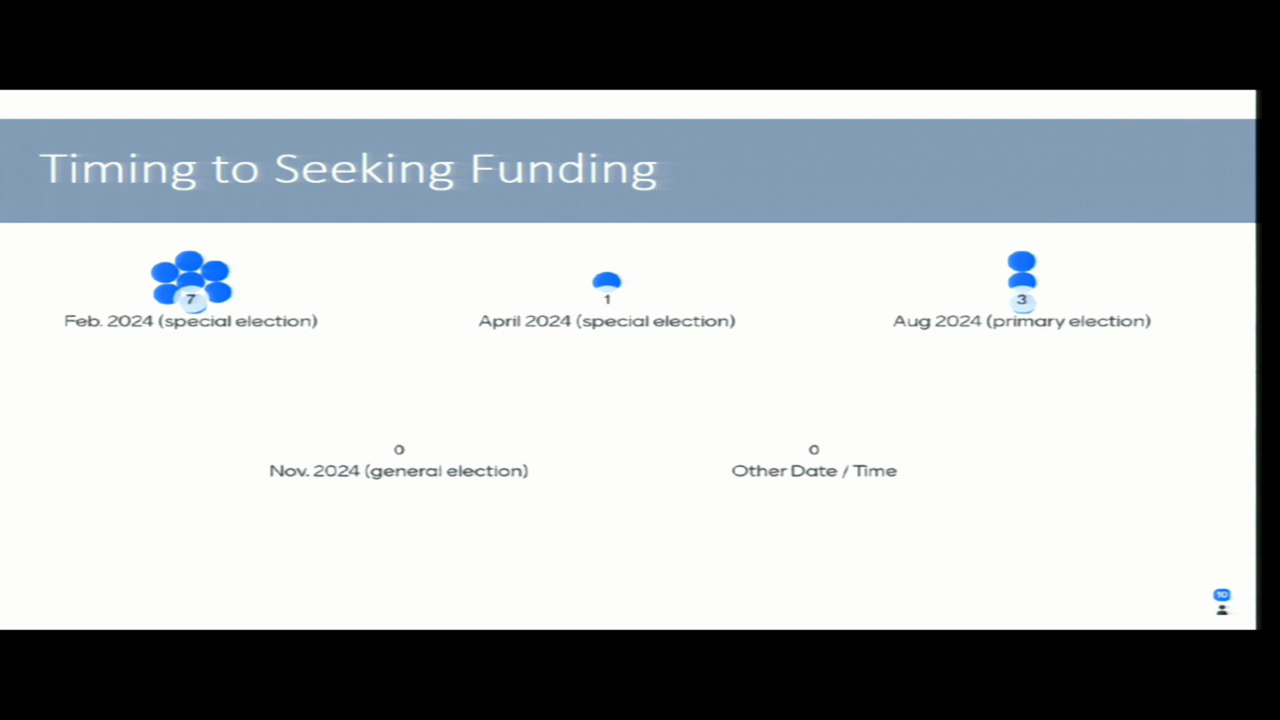 Timing to Seeking Funding
7
Feb. 2024 (special election)
1
April 2024 (special election)
3
Aug 2024 (primary election)
0
Nov. 2024 (general election)
0
Other Date / Time
10